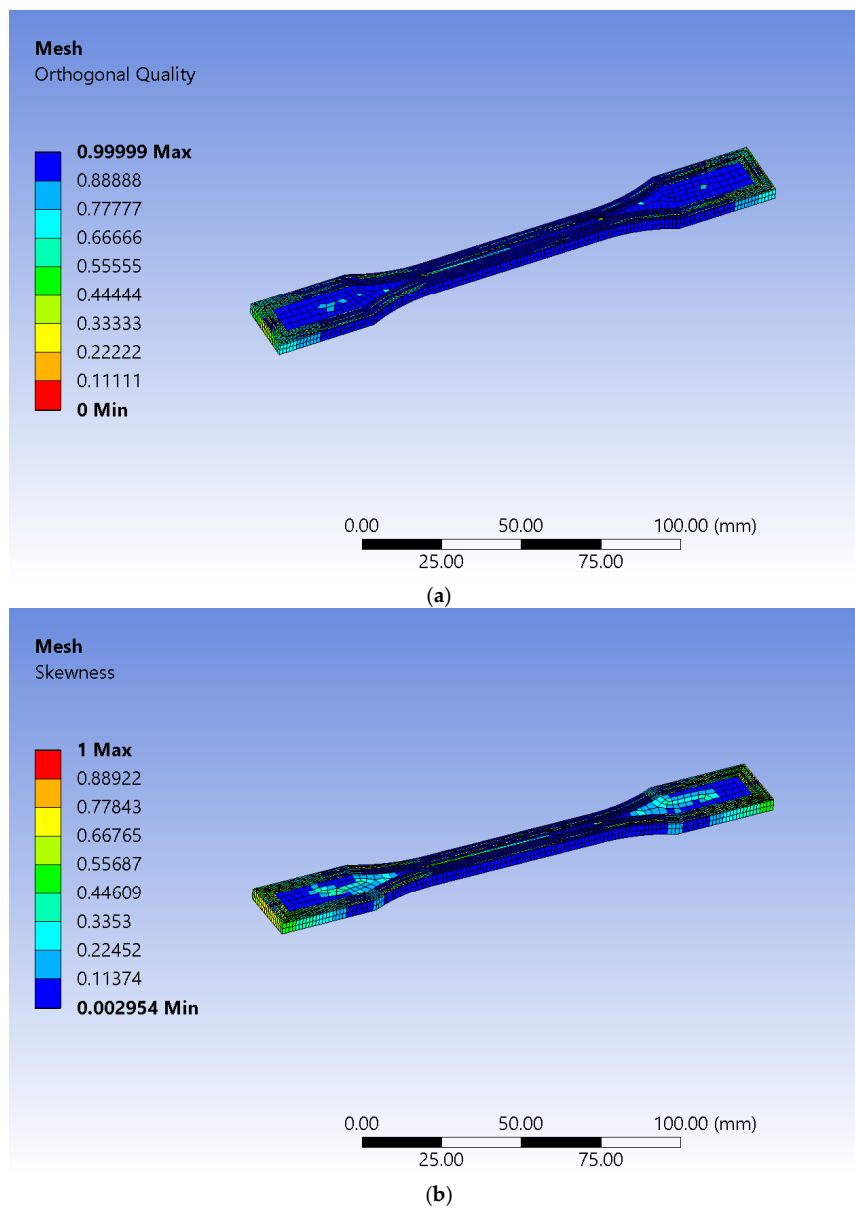 Mesh
Orthogonal Quality
0.99999 Max
0.88888
0.77777
0.66666
0.55555
0.44444
0.33333
0.22222
0.11111
0 Min
0.00 50.00 100.00 (mm)
25.00 75.00
(a)
Mesh
Skewness
1 Max
0.88922
0.77843
0.66765
0.55687
0.44609
0.3353
0.22452
0.11374
0.002954 Min
0.00 50.00 100.00 (mm)
25.00 75.00
(b)